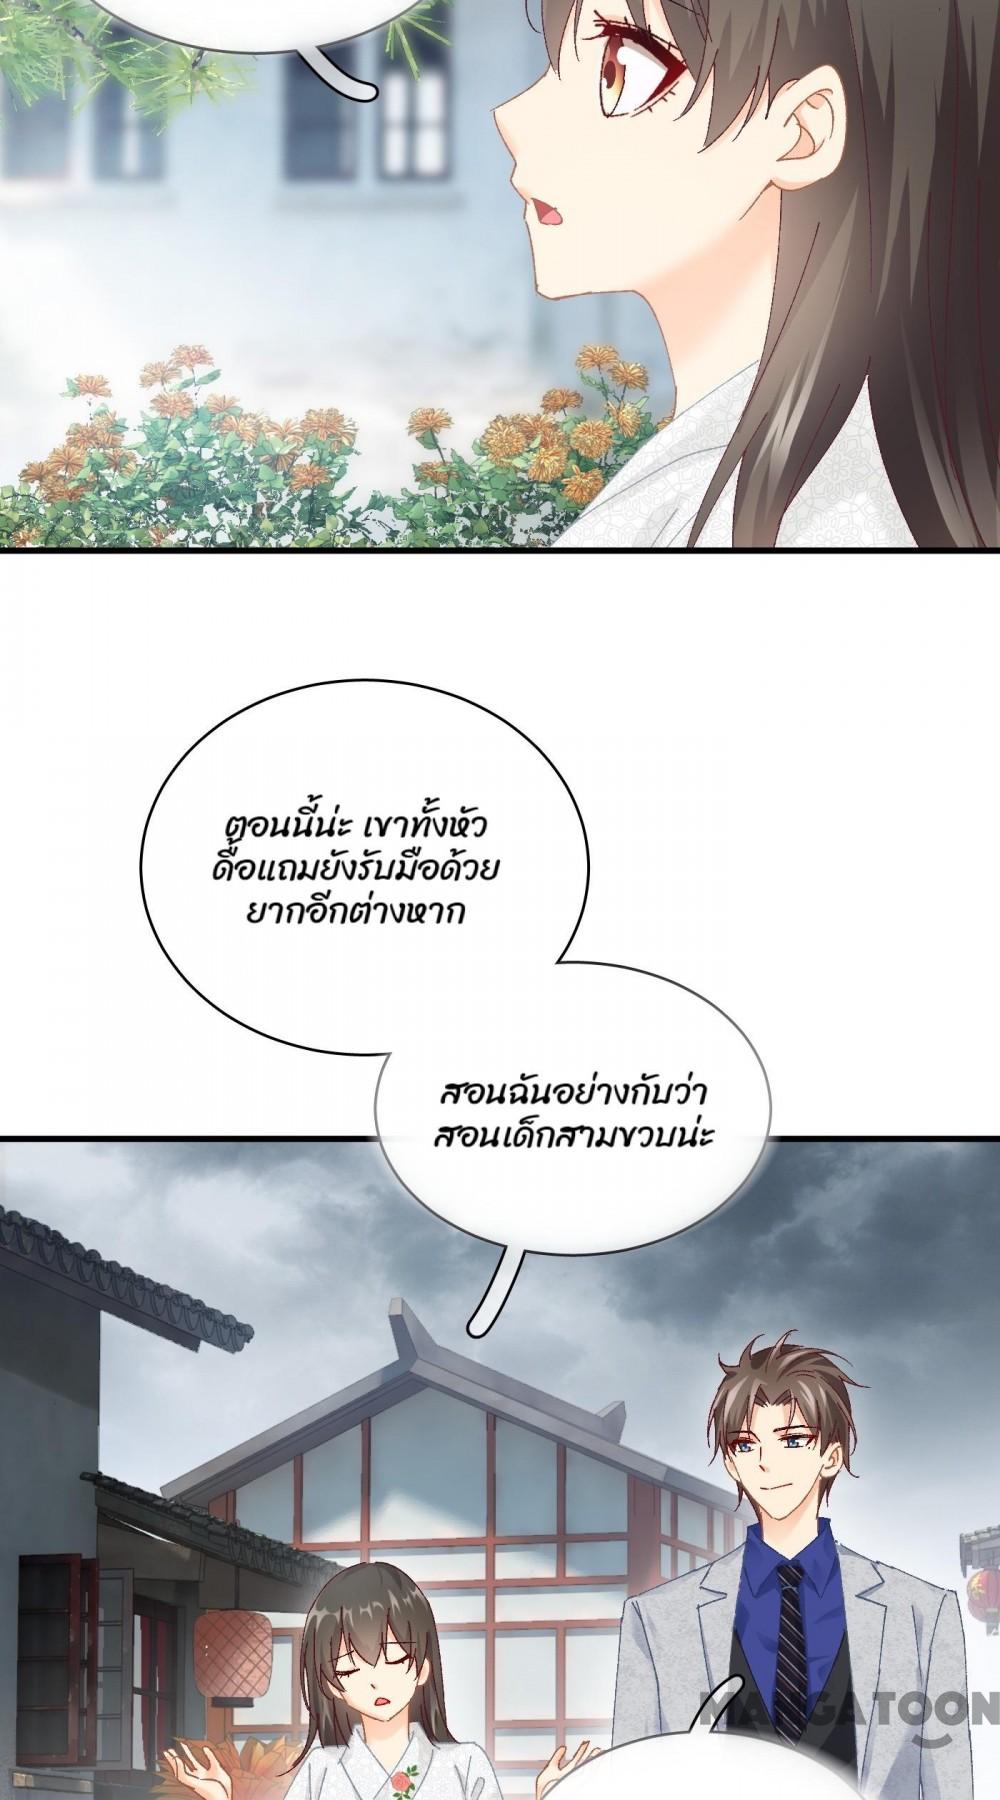 ตอนนี้น่ะ เขาทั้งหัว
ดื้อแถมยังรับมือด้วย
ยากอีกต่างหาก
สอนฉันอย่างกับว่า
สอนเด็กสามขวบน่ะ
MANGATOON